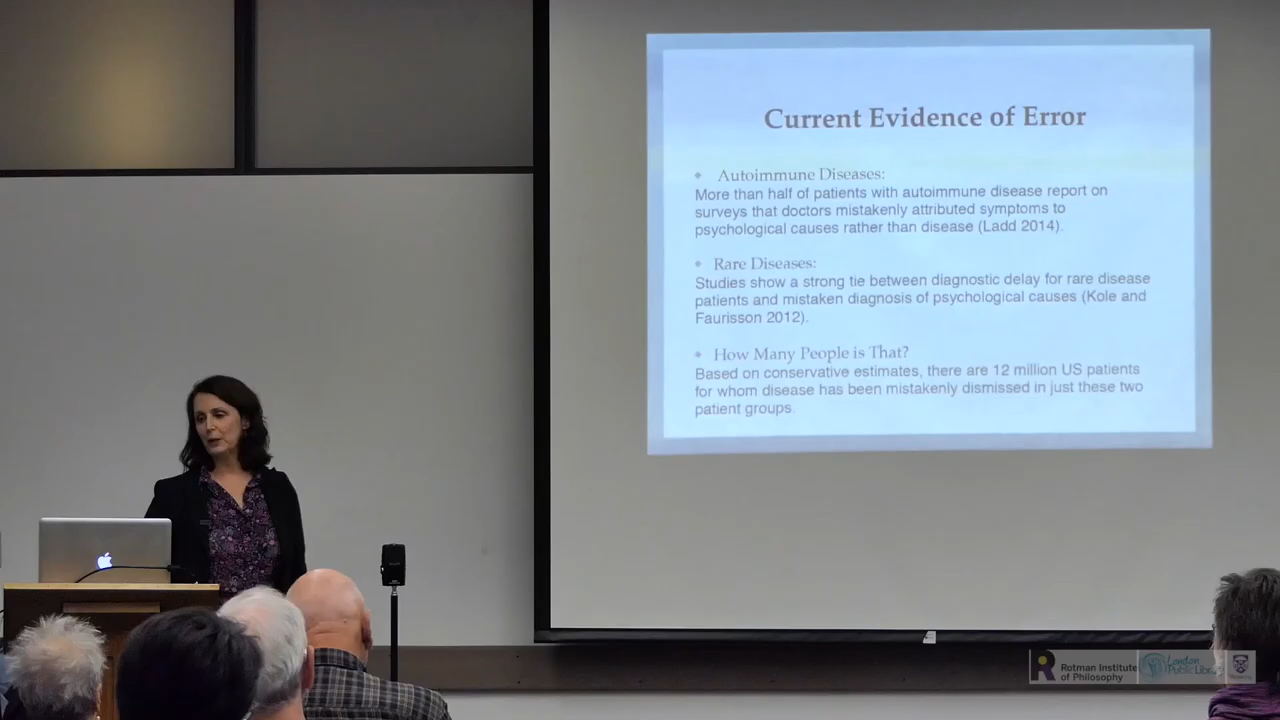 Current Evidence of Error
Autoimmune Diseases:
More than half of patients with autoimmune disease report on
surveys that doctors mistakenly attributed symptoms to
psychological causes rather than disease (Ladd 2014).
Rare Diseases:
Studies show a strong tie between diagnostic delay for rare disease
patients and mistaken diagnosis of psychological causes (Kole and
Faurisson 2012).
How Many People is That?
Based on conservative estimates, there are 12 million US patients
for whom disease has been mistakenly dismissed in just these two
patient groups.
Rotman Institute
of Philosophy
London
Public Library